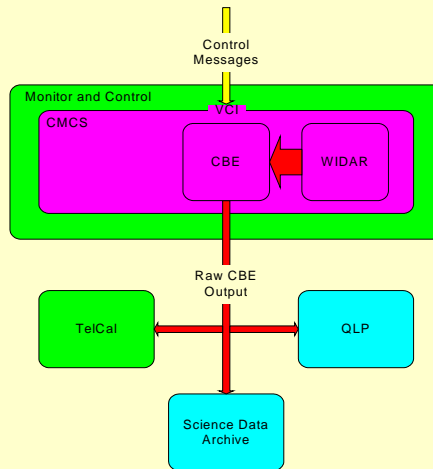 Control
Messages
Monitor and Control
VCI
CMCS
CBE
WIDAR
Raw CBE
Output
TelCal
QLP
Science Data
Archive